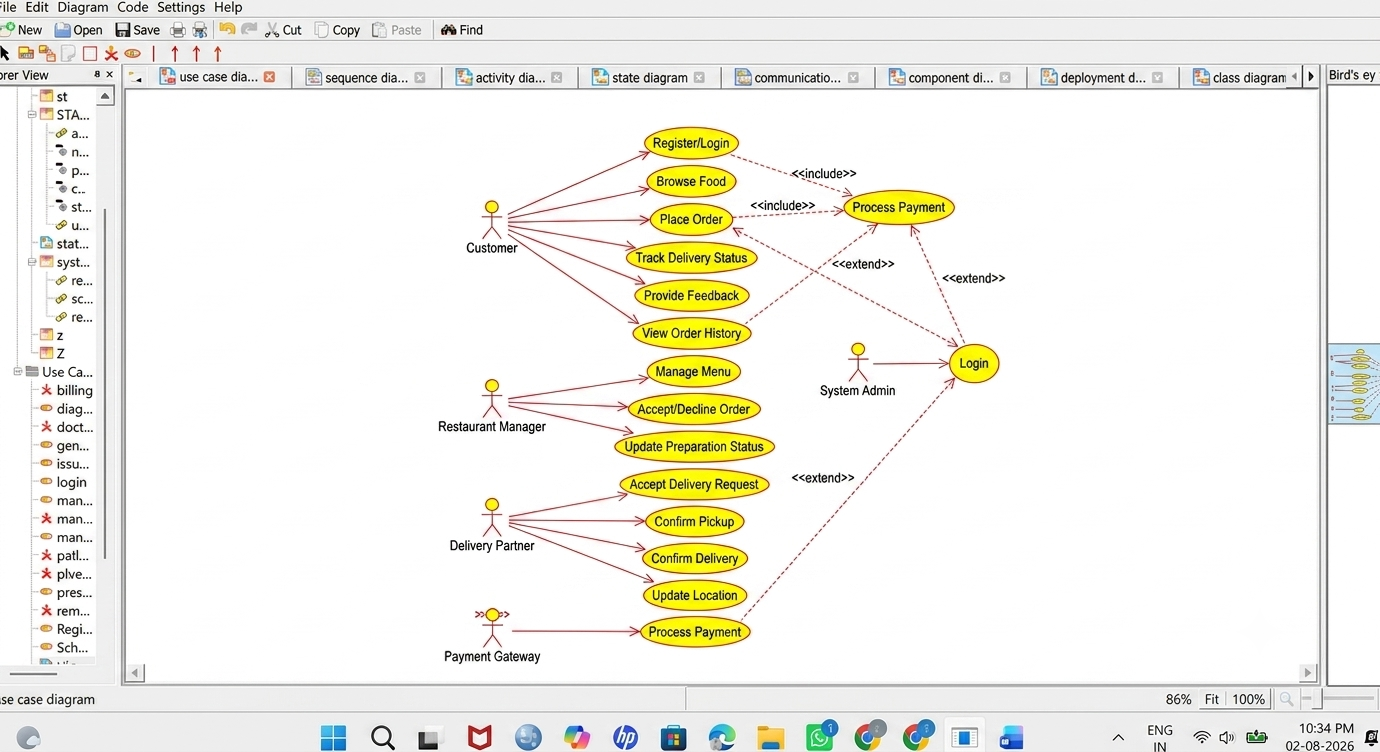 File Edit Diagram Code Settings Help
New Open Save Cut Copy Paste Find
orer View
use case dia...
sequence dia...
activity dia...
state diagram
communicatio...
component di...
deployment d...
class diagram
Bird's ey
st
STA...
a...
n...
p...
c..
st...
u...
stat...
syst...
re...
sc...
re...
z
Z
Use Ca...
billing
diag...
doct...
gen...
issu...
login
man...
man...
man...
patl...
plve...
pres...
rem...
Regi...
Sch...
Customer
Restaurant Manager
Delivery Partner
>> >>
Payment Gateway
Register/Login
Browse Food
Place Order
Track Delivery Status
Provide Feedback
View Order History
Manage Menu
Accept/Decline Order
Update Preparation Status
Accept Delivery Request
Confirm Pickup
Confirm Delivery
Update Location
Process Payment
<<include>>
<<include>>
Process Payment
<<extend>>
<<extend>>
System Admin
Login
<<extend>>
se case diagram
86% Fit 100%
1 2 ?
ENG
IN
10:34 PM
02-08-2026